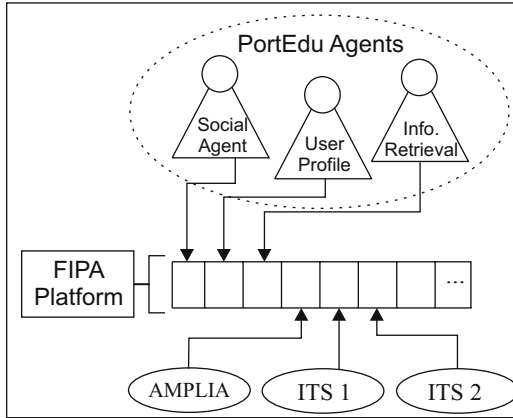 PortEdu Agents
Social
Agent
User
Profile
Info.
Retrieval
FIPA
Platform
...
AMPLIA
ITS 1
ITS 2